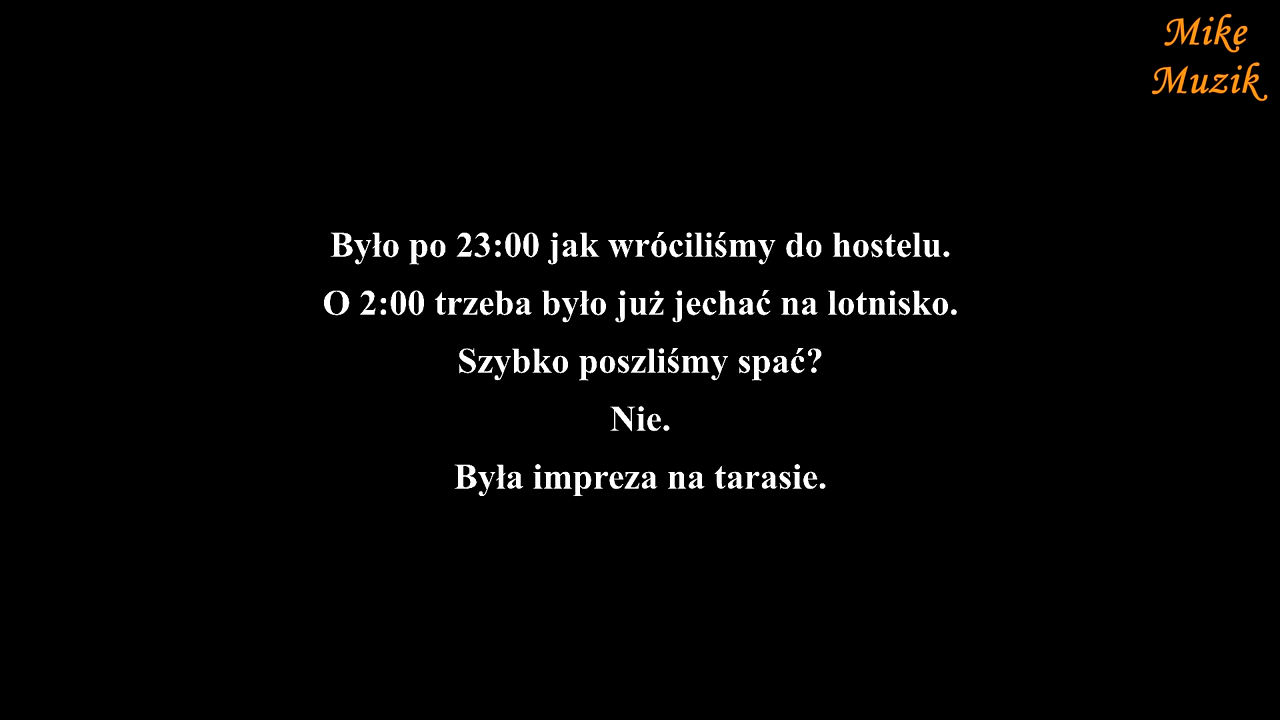 Mike
Muzik
Było po 23:00 jak wróciliśmy do hostelu.
O 2:00 trzeba było już jechać na lotnisko.
Szybko poszliśmy spać?
Nie.
Była impreza na tarasie.